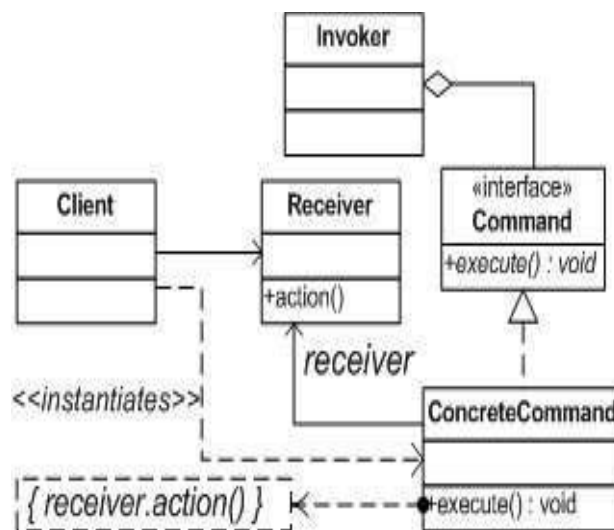 Invoker
«interface»
Command
+execute() : void
Client
Receiver
+action()
receiver
<<instantiates>>
ConcreteCommand
+execute() : void
{ receiver.action() }